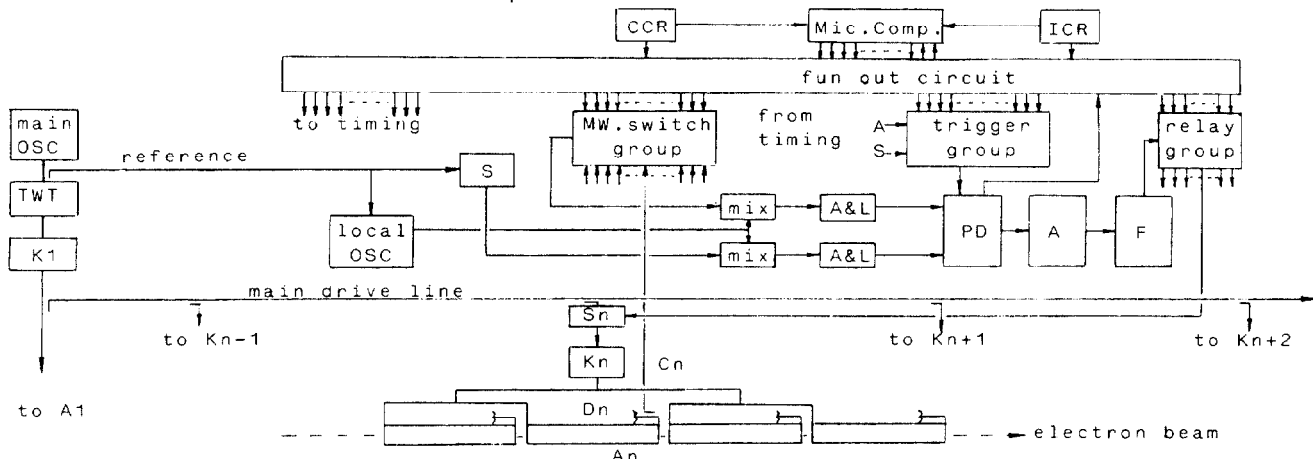 CCR
Mic.Comp.
ICR
fun out circuit
main
OSC
to timing
MW.switch
group
from
timing
A
S
trigger
group
relay
group
reference
S
TWT
mix
A&L
local
OSC
PD
A
F
K1
mix
A&L
main drive line
Sn
to Kn-1
to Kn+1
to Kn+2
Kn
Cn
to A1
Dn
electron beam
An